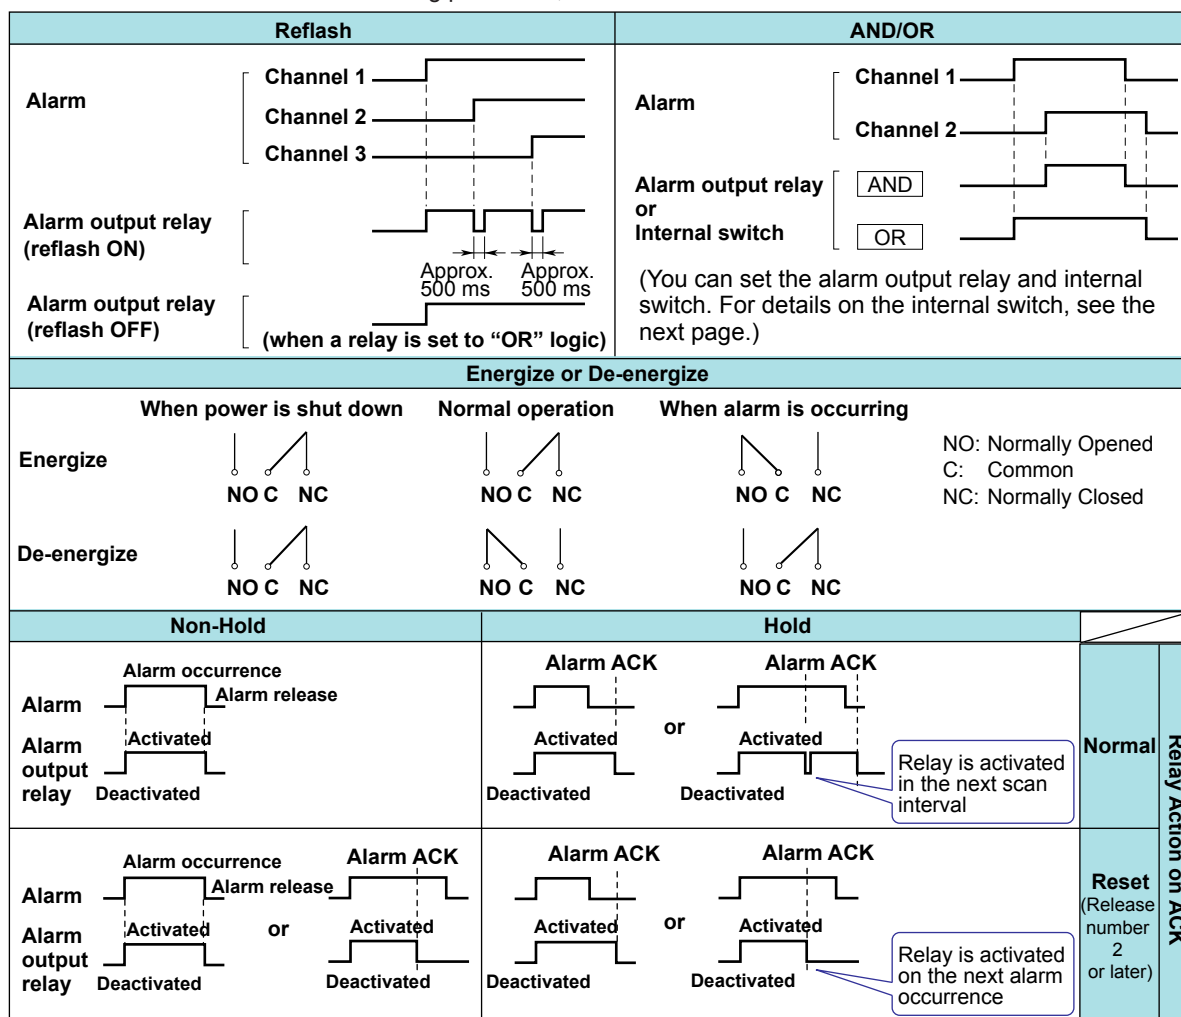 Reflash
AND/OR
Alarm
Channel 1
Channel 2
Channel 3
Alarm output relay
(reflash ON)
Approx.
500 ms
Approx.
500 ms
Alarm output relay
(reflash OFF)
(when a relay is set to “OR” logic)
Alarm
Channel 1
Channel 2
Alarm output relay
or
Internal switch
AND
OR
(You can set the alarm output relay and internal
switch. For details on the internal switch, see the
next page.)
Energize or De-energize
When power is shut down Normal operation When alarm is occurring
Energize
NO C NC
NO C NC
NO C NC
NO: Normally Opened
C: Common
NC: Normally Closed
De-energize
NO C NC
NO C NC
NO C NC
Non-Hold
Hold
Alarm occurrence
Alarm release
Alarm
Alarm
output
relay
Activated
Deactivated
Alarm ACK
Activated
Deactivated
or
Alarm ACK
Activated
Deactivated
Relay is activated
in the next scan
interval
Normal
Relay Action on ACK
Alarm occurrence
Alarm release
Alarm
Alarm
output
relay
Activated
Deactivated
or
Alarm ACK
Activated
Deactivated
Alarm ACK
Activated
Deactivated
or
Alarm ACK
Activated
Deactivated
Relay is activated
on the next alarm
occurrence
Reset
(Release
number
2
or later)